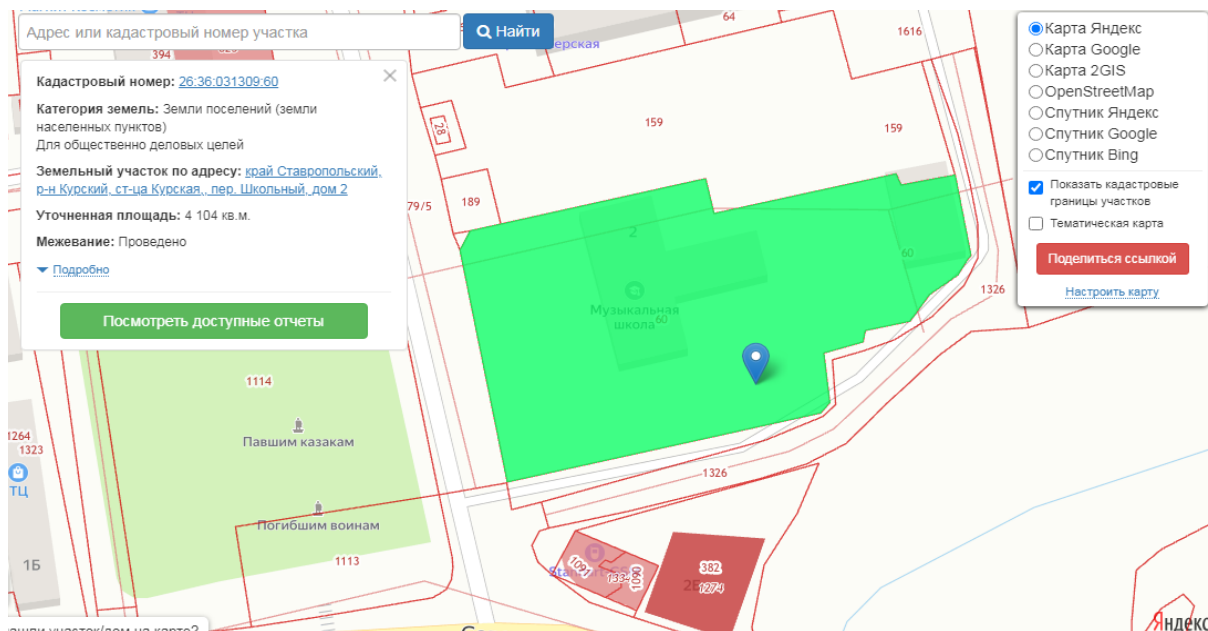 Адрес или кадастровый номер участка
Найти
Кадастровый номер: 26:36:031309:60
Категория земель: Земли поселений (земли
населенных пунктов)
Для общественно деловых целей
Земельный участок по адресу: край Ставропольский,
р-н Курский, ст-ца Курская,, пер. Школьный, дом 2
Уточненная площадь: 4 104 кв.м.
Межевание: Проведено
Подробно
Посмотреть доступные отчеты
Карта Яндекс
Карта Google
Карта 2GIS
OpenStreetMap
Спутник Яндекс
Спутник Google
Спутник Bing
Показать кадастровые
границы участков
Тематическая карта
Поделиться ссылкой
Настроить карту
64
1616
394
28
159
159
79/5
189
2
60
Музыкальная
школа
60
1326
1114
Павшим казакам
1264
1323
ТЦ
1326
Погибшим воинам
1Б
1113
1091
1334
1090
382
1274
Яндекс